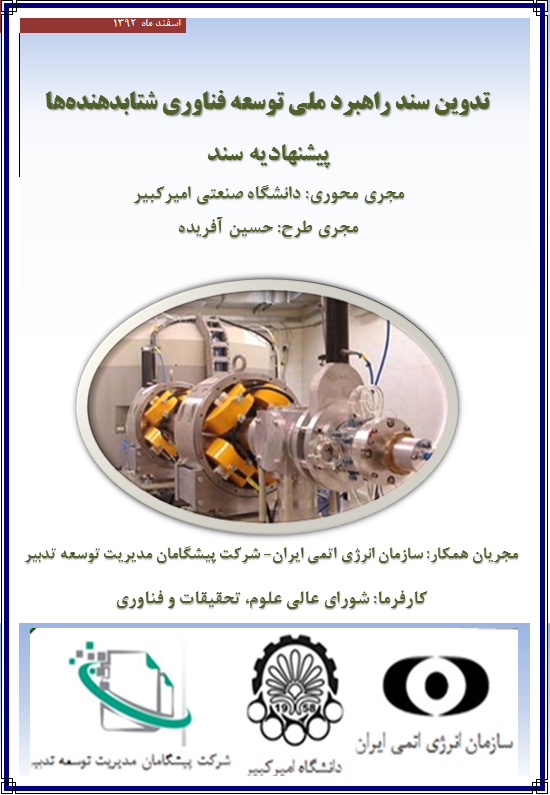 اسفند ماه ۱۳۹۲
تدوین سند راهبرد ملی توسعه فناوری شتابدهنده‌ها
پیشنهادیه سند
مجری محوری: دانشگاه صنعتی امیرکبیر
مجری طرح: حسین آفریده
مجریان همکار: سازمان انرژی اتمی ایران- شرکت پیشگامان مدیریت توسعه تدبیر
کارفرما: شورای عالی علوم، تحقیقات و فناوری
سازمان انرژی اتمی ایران
1958
دانشگاه امیرکبیر
شرکت پیشگامان مدیریت توسعه تدبیر